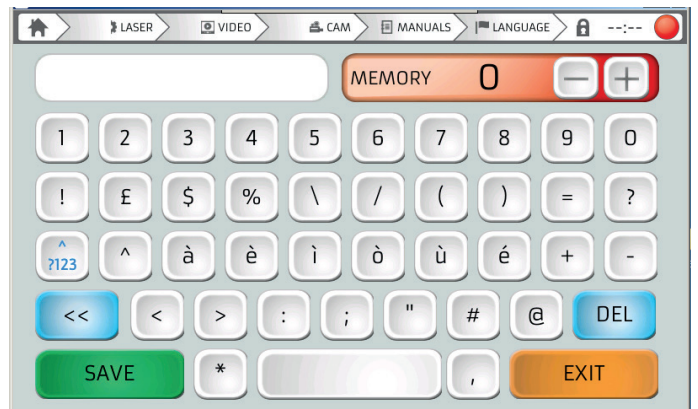 LASER VIDEO CAM MANUALS LANGUAGE --:--
MEMORY 0 — +
1 2 3 4 5 6 7 8 9 0
! £ $ % \ / ( ) = ?
^
?123 ^ à è ì ò ù é + -
<< < > : ; " # @ DEL
SAVE * , EXIT